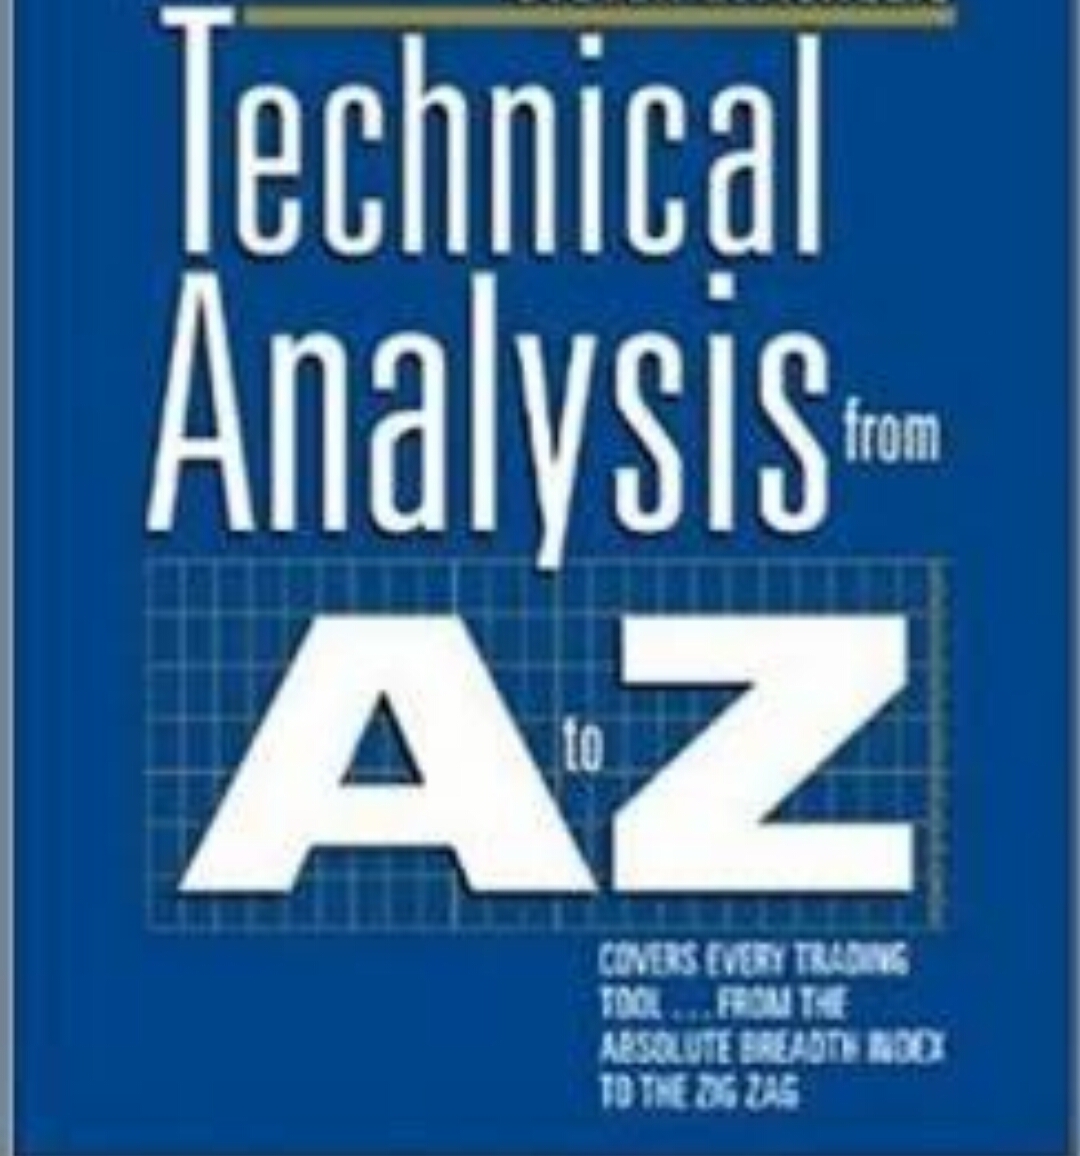 Technical
Analysis from
A to Z
COVERS EVERY TRADING
TOOL ... FROM THE
ABSOLUTE BREADTH INDEX
TO THE ZIG ZAG